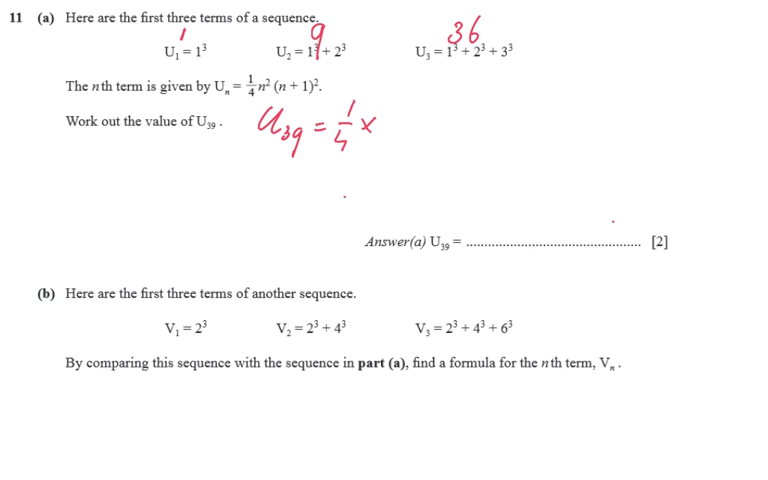 11 (a) Here are the first three terms of a sequence.
1 9 36
U₁ = 1³ U₂ = 1³ + 2³ U₃ = 1³ + 2³ + 3³
The nth term is given by Uₙ = 1/4 n² (n + 1)².
Work out the value of U₃₉ . U₃₉ = 1/4 ×
Answer(a) U₃₉ = ................................................ [2]
(b) Here are the first three terms of another sequence.
V₁ = 2³ V₂ = 2³ + 4³ V₃ = 2³ + 4³ + 6³
By comparing this sequence with the sequence in part (a), find a formula for the nth term, Vₙ .